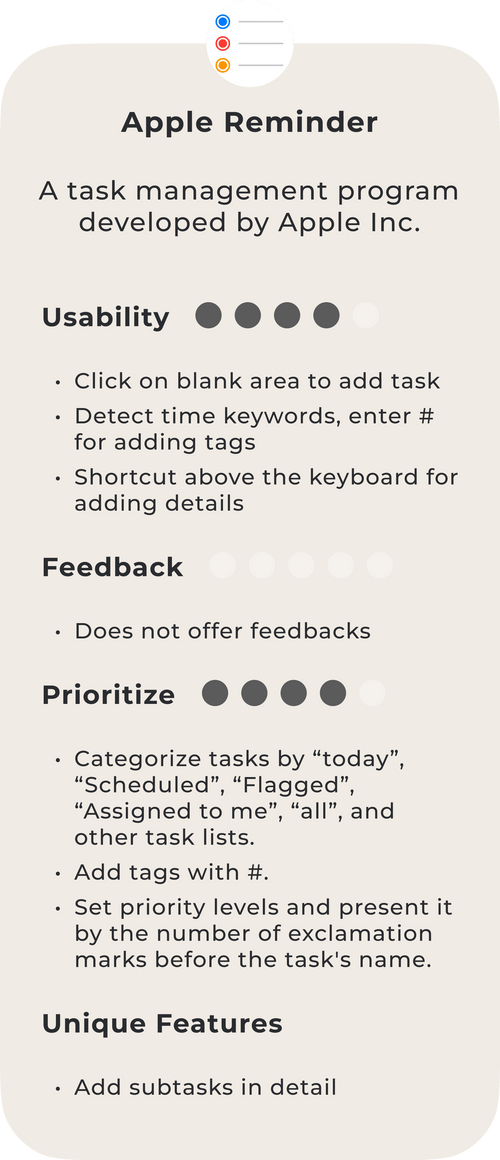 Apple Reminder
A task management program
developed by Apple Inc.
Usability
• Click on blank area to add task
• Detect time keywords, enter #
for adding tags
• Shortcut above the keyboard for
adding details
Feedback
• Does not offer feedbacks
Prioritize
• Categorize tasks by “today”,
“Scheduled”, “Flagged”,
“Assigned to me”, “all”, and
other task lists.
• Add tags with #.
• Set priority levels and present it
by the number of exclamation
marks before the task's name.
Unique Features
• Add subtasks in detail